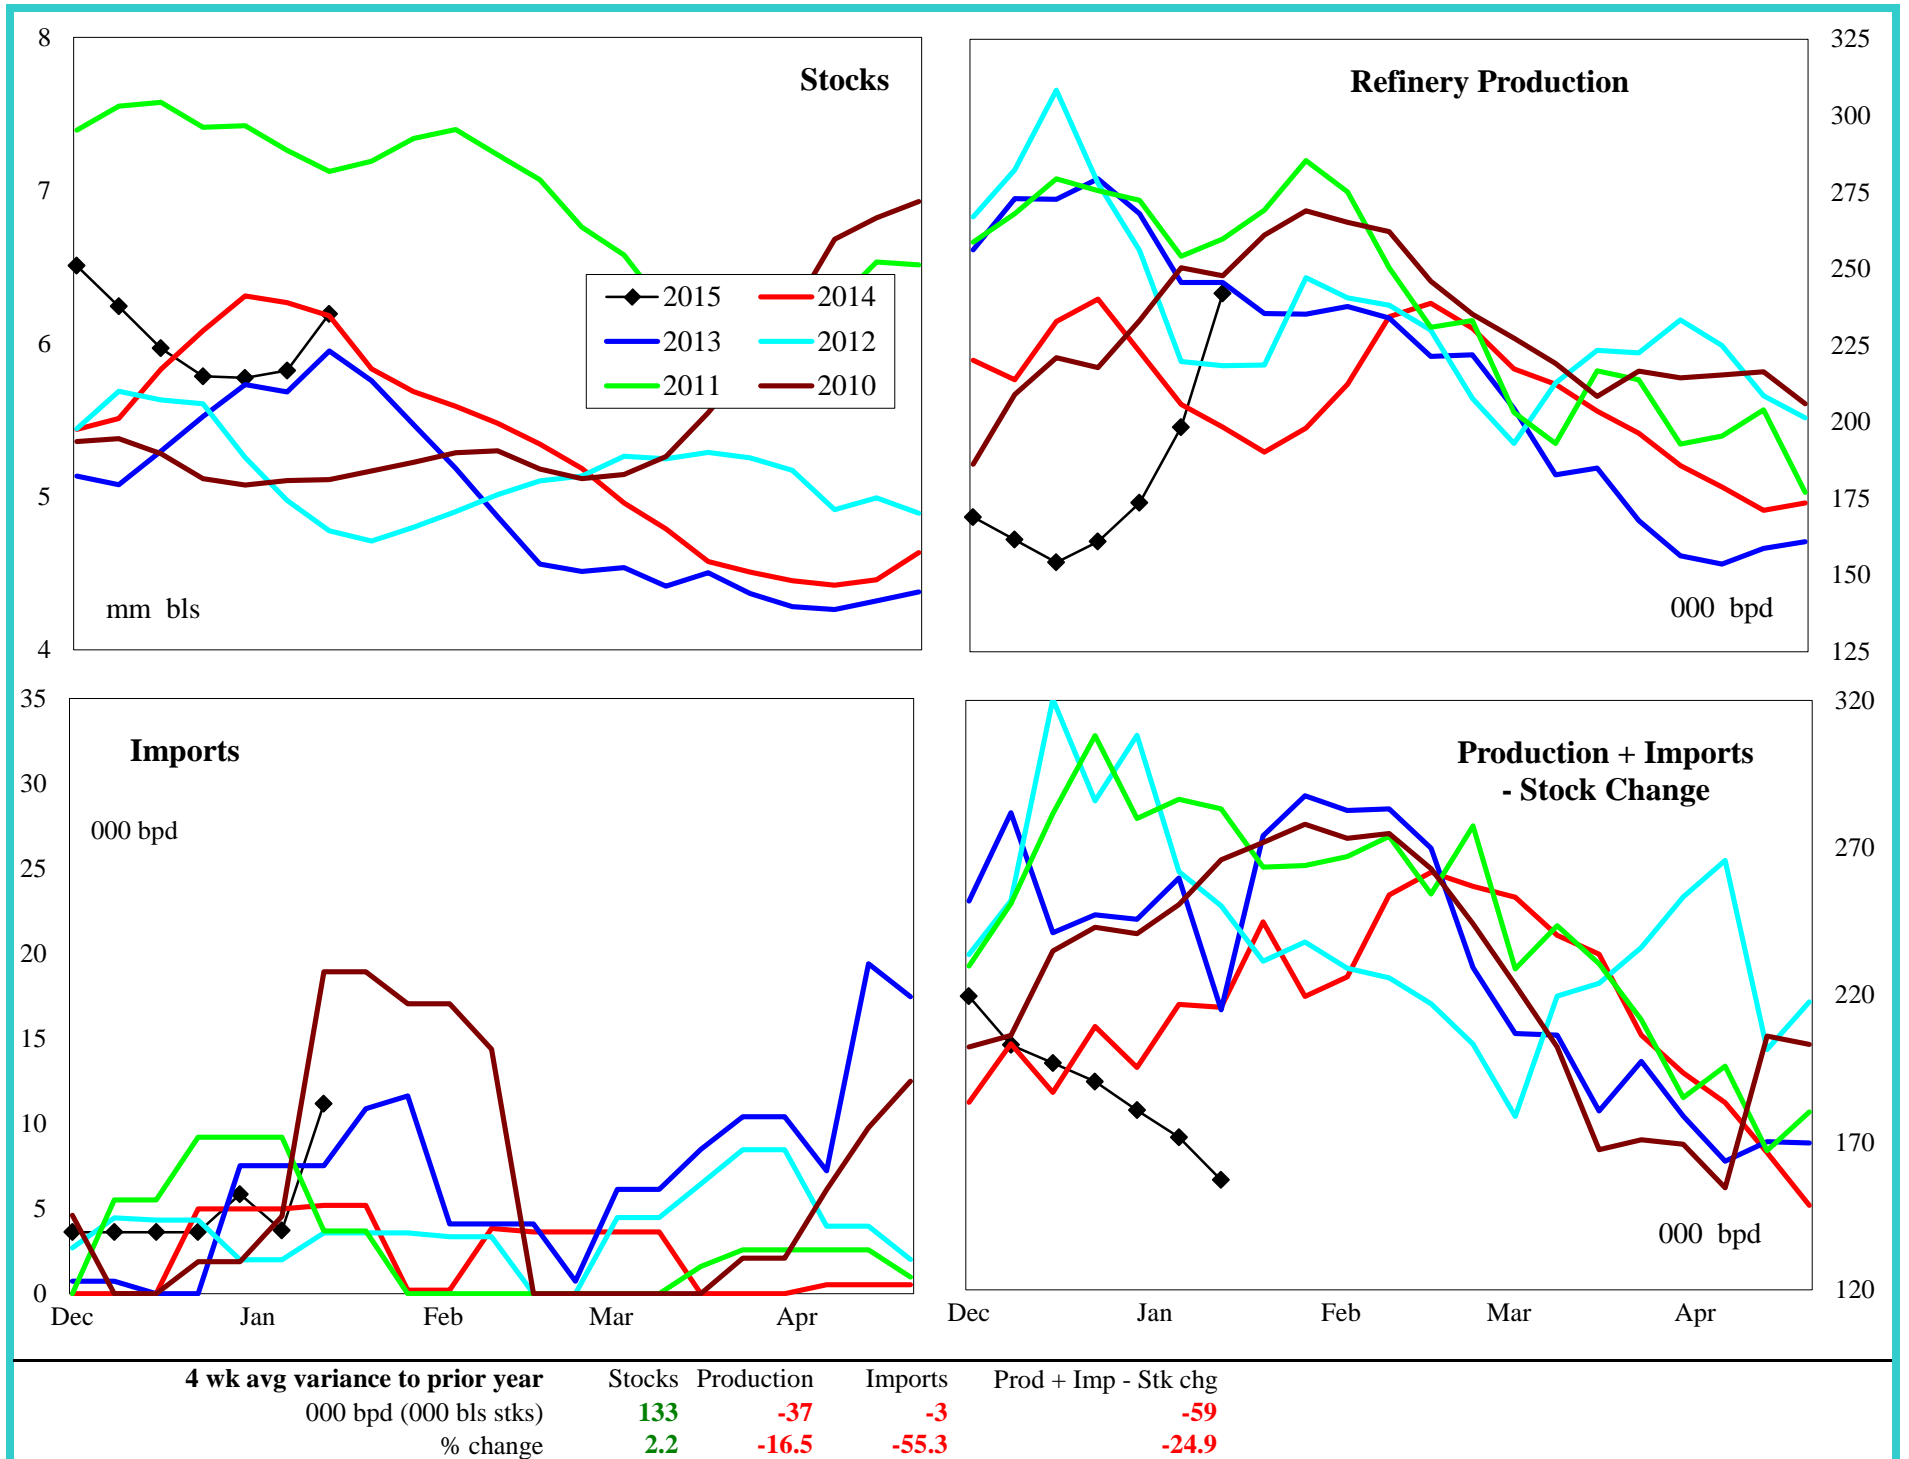 8
7
6
5
4
Stocks
mm bls
2015
2014
2013
2012
2011
2010
325
300
275
250
225
200
175
150
125
Refinery Production
000 bpd
35
30
25
20
15
10
5
0
Imports
000 bpd
Dec Jan Feb Mar Apr
320
270
220
170
120
Production + Imports
- Stock Change
000 bpd
Dec Jan Feb Mar Apr
4 wk avg variance to prior year Stocks Production Imports Prod + Imp - Stk chg
000 bpd (000 bls stks) 133 -37 -3 -59
% change 2.2 -16.5 -55.3 -24.9